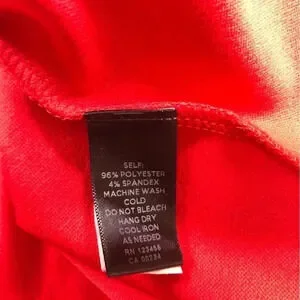 SELF:
96% POLYESTER
4% SPANDEX
MACHINE WASH
COLD
DO NOT BLEACH
HANG DRY
COOL IRON
AS NEEDED
RN 123456
CA 00234